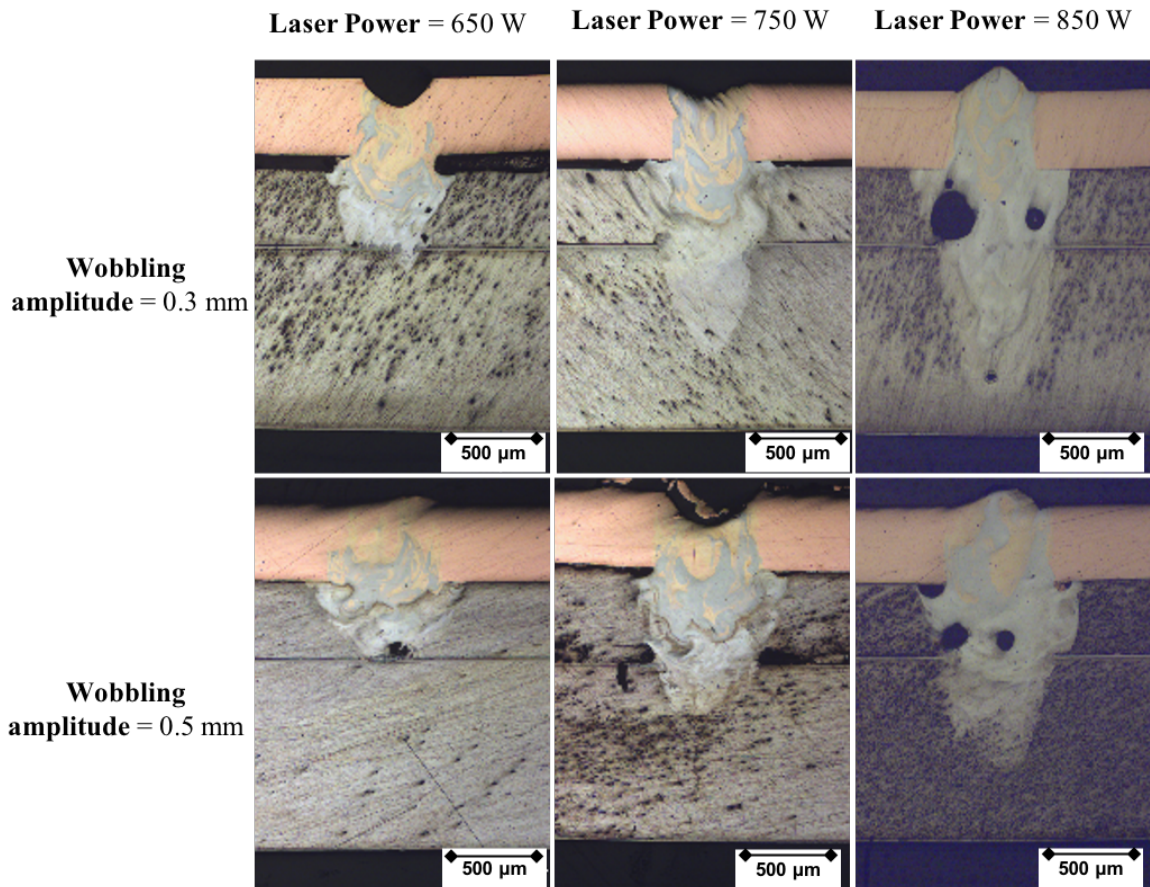 Laser Power = 650 W
Laser Power = 750 W
Laser Power = 850 W
Wobbling
amplitude = 0.3 mm
500 µm
500 µm
500 µm
Wobbling
amplitude = 0.5 mm
500 µm
500 µm
500 µm